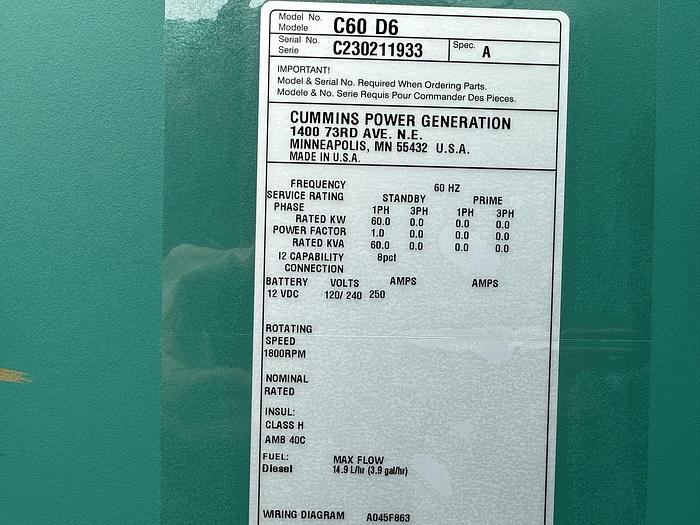 Model No. C60 D6
Modele
Serial No. C230211933 Spec. A
Serie
IMPORTANT!
Model & Serial No. Required When Ordering Parts.
Modele & No. Serie Requis Pour Commander Des Pieces.
CUMMINS POWER GENERATION
1400 73RD AVE. N.E.
MINNEAPOLIS, MN 55432 U.S.A.
MADE IN U.S.A.
FREQUENCY 60 HZ
SERVICE RATING STANDBY PRIME
PHASE 1PH 3PH 1PH 3PH
RATED KW 60.0 0.0 0.0 0.0
POWER FACTOR 1.0 0.0 0.0 0.0
RATED KVA 60.0 0.0 0.0 0.0
I2 CAPABILITY 8pct
CONNECTION
BATTERY VOLTS AMPS AMPS
12 VDC 120/ 240 250
ROTATING
SPEED
1800RPM
NOMINAL
RATED
INSUL:
CLASS H
AMB 40C
FUEL: MAX FLOW
Diesel 14.9 L/hr (3.9 gal/hr)
WIRING DIAGRAM A045F863